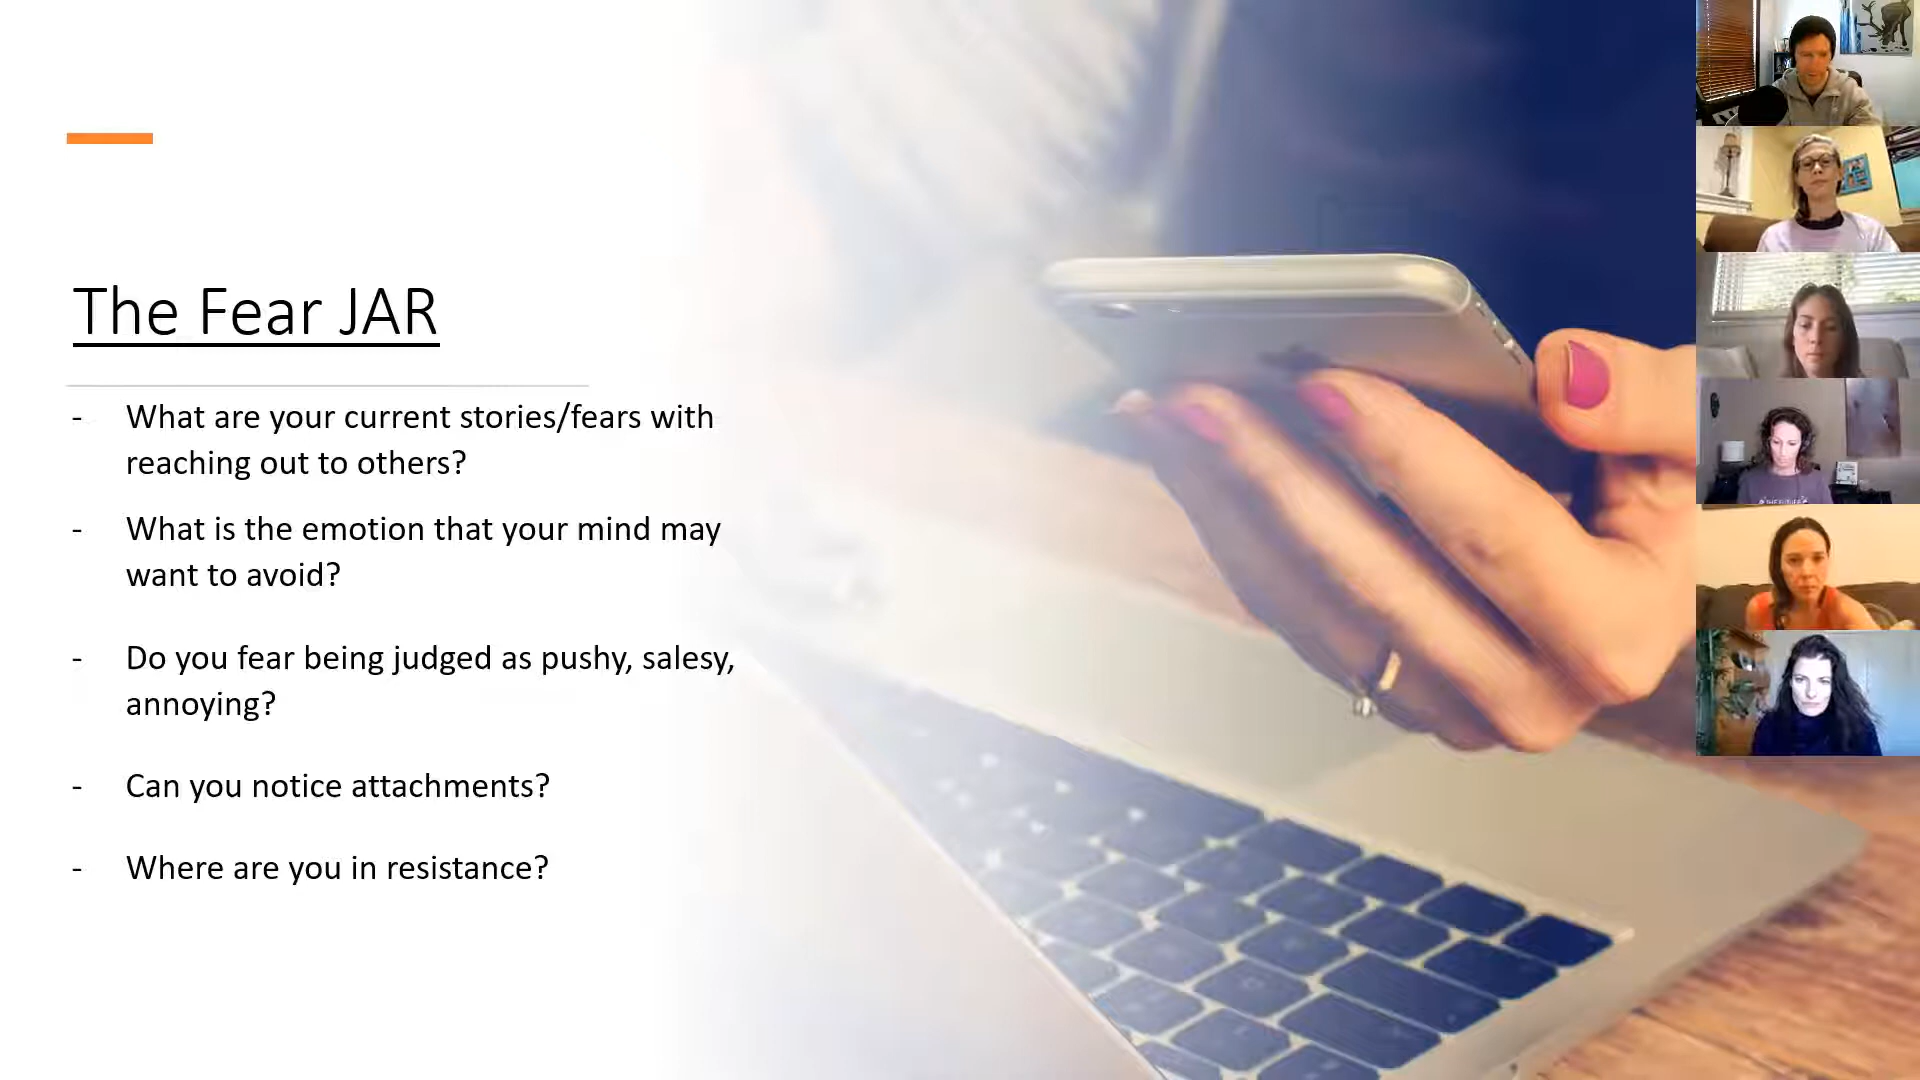 The Fear JAR
- What are your current stories/fears with
reaching out to others?
- What is the emotion that your mind may
want to avoid?
- Do you fear being judged as pushy, salesy,
annoying?
- Can you notice attachments?
- Where are you in resistance?